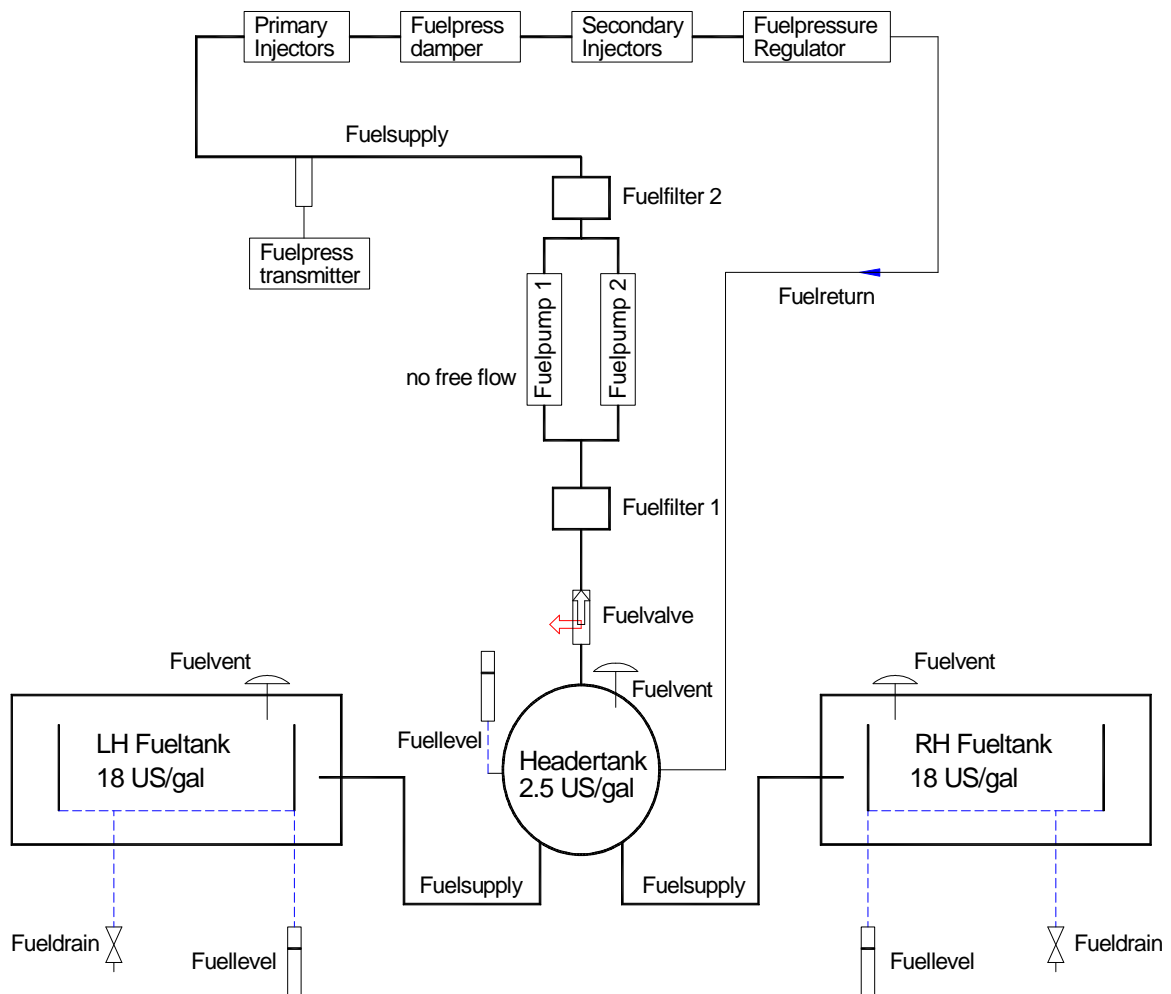 Primary
Injectors
Fuelpress
damper
Secondary
Injectors
Fuelpressure
Regulator
Fuelsupply
Fuelfilter 2
Fuelpress
transmitter
Fuelpump 1
Fuelpump 2
Fuelreturn
no free flow
Fuelfilter 1
Fuelvalve
Fuelvent
Fuelvent
Fuelvent
LH Fueltank
18 US/gal
Fuellevel
Headertank
2.5 US/gal
RH Fueltank
18 US/gal
Fuelsupply
Fuelsupply
Fueldrain
Fuellevel
Fuellevel
Fueldrain